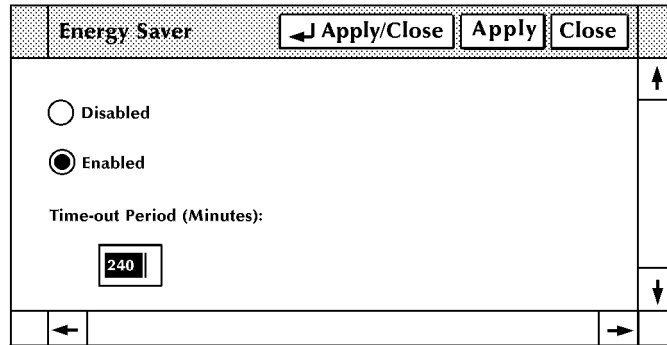 Energy Saver
Apply/Close Apply Close
Disabled
Enabled
Time-out Period (Minutes):
240